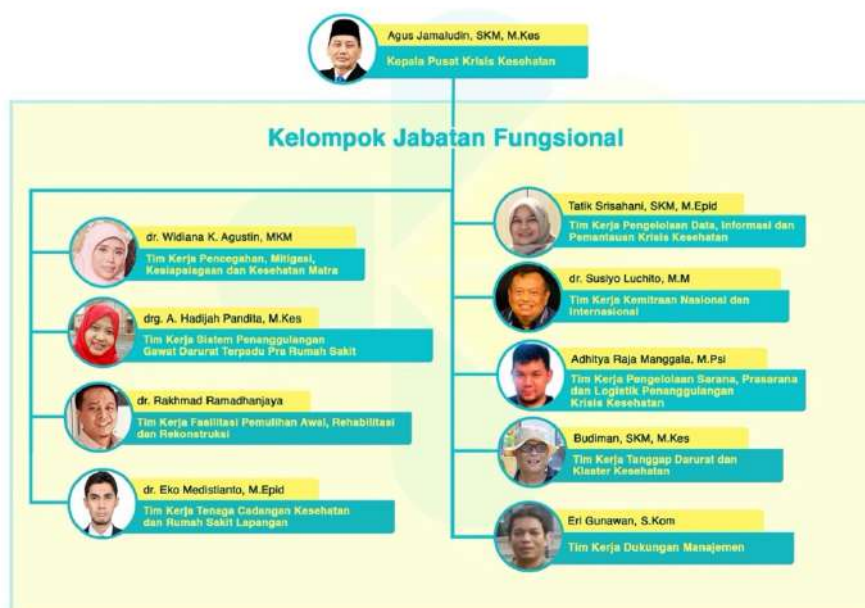 Agus Jamaludin, SKM, M.Kes
Kepala Pusat Krisis Kesehatan
Kelompok Jabatan Fungsional
dr. Widiana K. Agustin, MKM
Tim Kerja Pencegahan, Mitigasi,
Kesiapsiagaan dan Kesehatan Matra
drg. A. Hadijah Pandita, M.Kes
Tim Kerja Sistem Penanggulangan
Gawat Darurat Terpadu Pra Rumah Sakit
dr. Rakhmad Ramadhanjaya
Tim Kerja Fasilitasi Pemulihan Awal, Rehabilitasi
dan Rekonstruksi
dr. Eko Medistianto, M.Epid
Tim Kerja Tenaga Cadangan Kesehatan
dan Rumah Sakit Lapangan
Tatik Srisahani, SKM, M.Epid
Tim Kerja Pengelolaan Data, Informasi dan
Pemantauan Krisis Kesehatan
dr. Susiyo Luchito, M.M
Tim Kerja Kemitraan Nasional dan
Internasional
Adhitya Raja Manggala, M.Psi
Tim Kerja Pengelolaan Sarana, Prasarana
dan Logistik Penanggulangan
Krisis Kesehatan
Budiman, SKM, M.Kes
Tim Kerja Tanggap Darurat dan
Klaster Kesehatan
Eri Gunawan, S.Kom
Tim Kerja Dukungan Manajemen